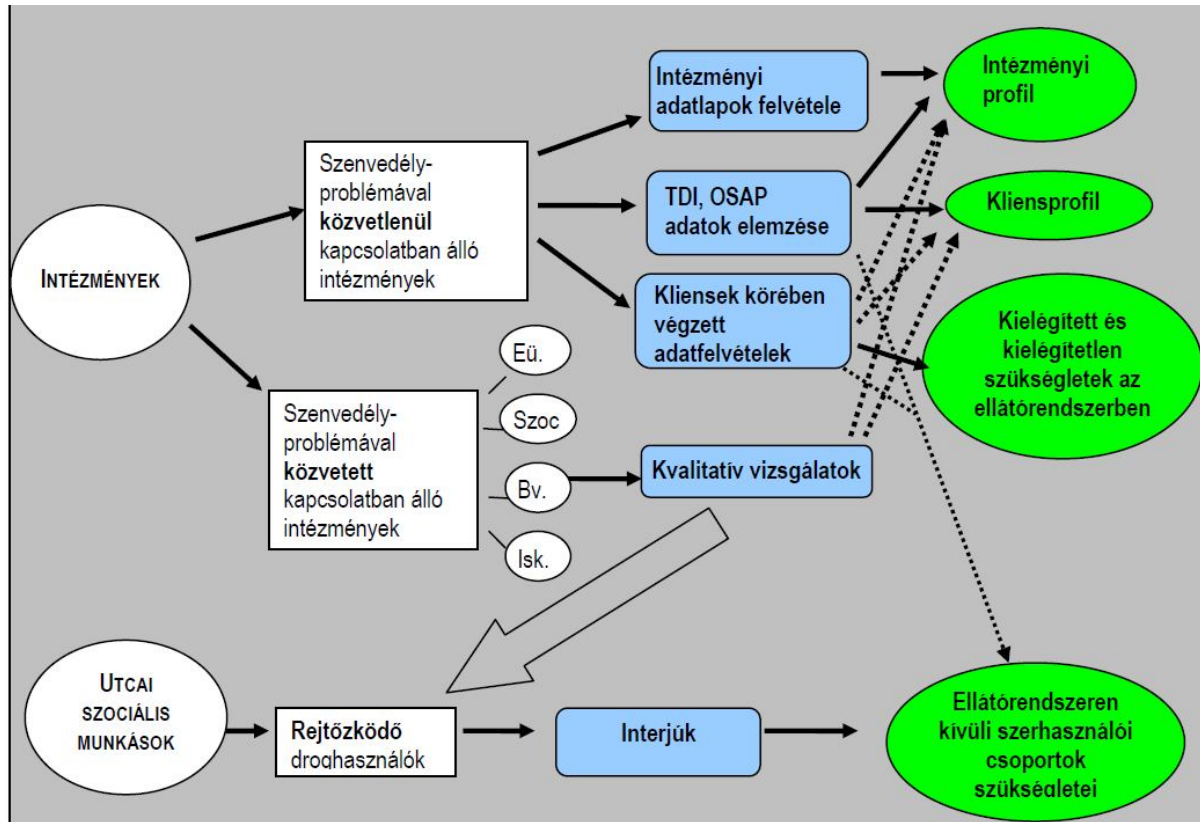 INTÉZMÉNYEK
Szenvedély-
problémával
közvetlenül
kapcsolatban álló
intézmények
Szenvedély-
problémával
közvetett
kapcsolatban álló
intézmények
Eü.
Szoc
Bv.
Isk.
Intézményi
adatlapok felvétele
TDI, OSAP
adatok elemzése
Kliensek körében
végzett
adatfelvételek
Kvalitatív vizsgálatok
Intézményi
profil
Kliensprofil
Kielégített és
kielégítetlen
szükségletek az
ellátórendszerben
UTCAI
SZOCIÁLIS
MUNKÁSOK
Rejtőzködő
droghasználók
Interjúk
Ellátórendszeren
kívüli szerhasználói
csoportok
szükségletei